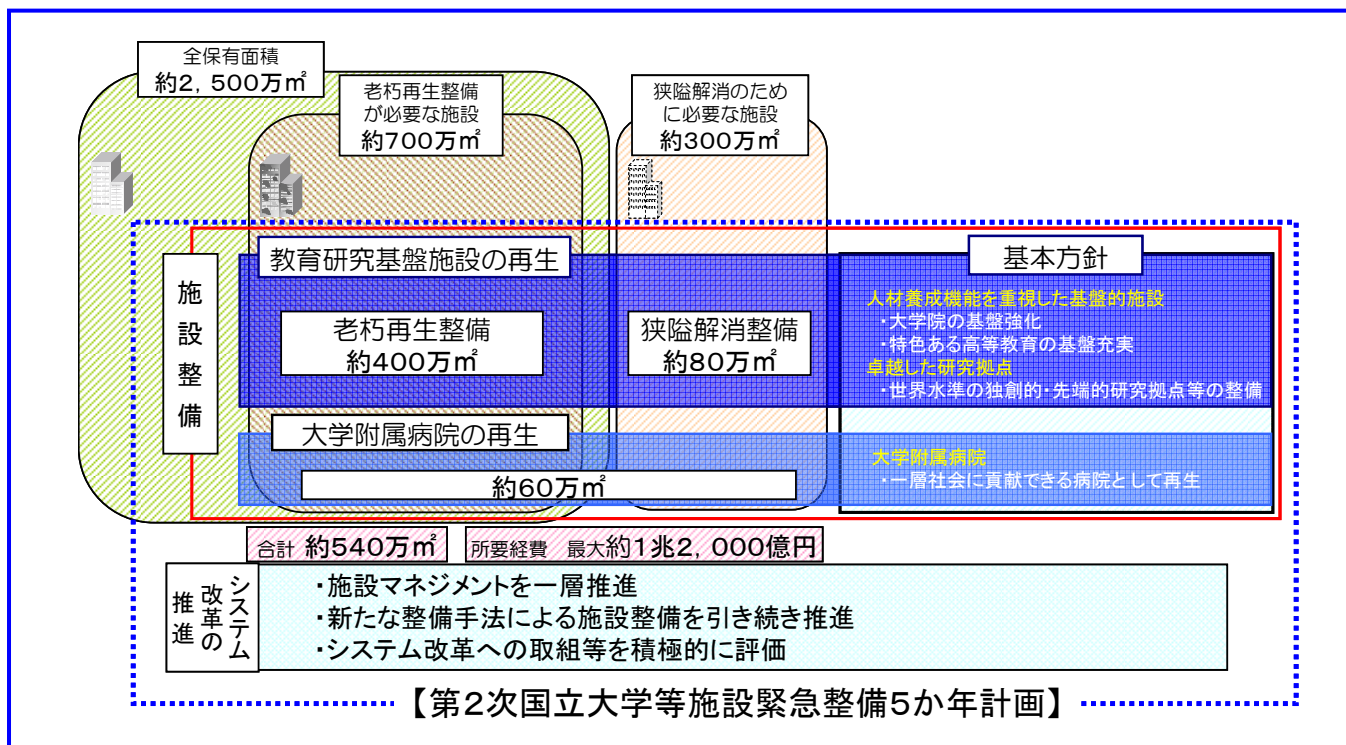 全保有面積
約2，500万㎡
老朽再生整備
が必要な施設
約700万㎡
狭隘解消のため
に必要な施設
約300万㎡
施設整備
教育研究基盤施設の再生
老朽再生整備
約400万㎡
狭隘解消整備
約80万㎡
基本方針
人材養成機能を重視した基盤的施設
・大学院の基盤強化
・特色ある高等教育の基盤充実
卓越した研究拠点
・世界水準の独創的・先端的研究拠点等の整備
大学附属病院の再生
約60万㎡
大学附属病院
・一層社会に貢献できる病院として再生
合計 約540万㎡
所要経費　最大約1兆2，000億円
システム
改革の
推進
・施設マネジメントを一層推進
・新たな整備手法による施設整備を引き続き推進
・システム改革への取組等を積極的に評価
【第2次国立大学等施設緊急整備5か年計画】